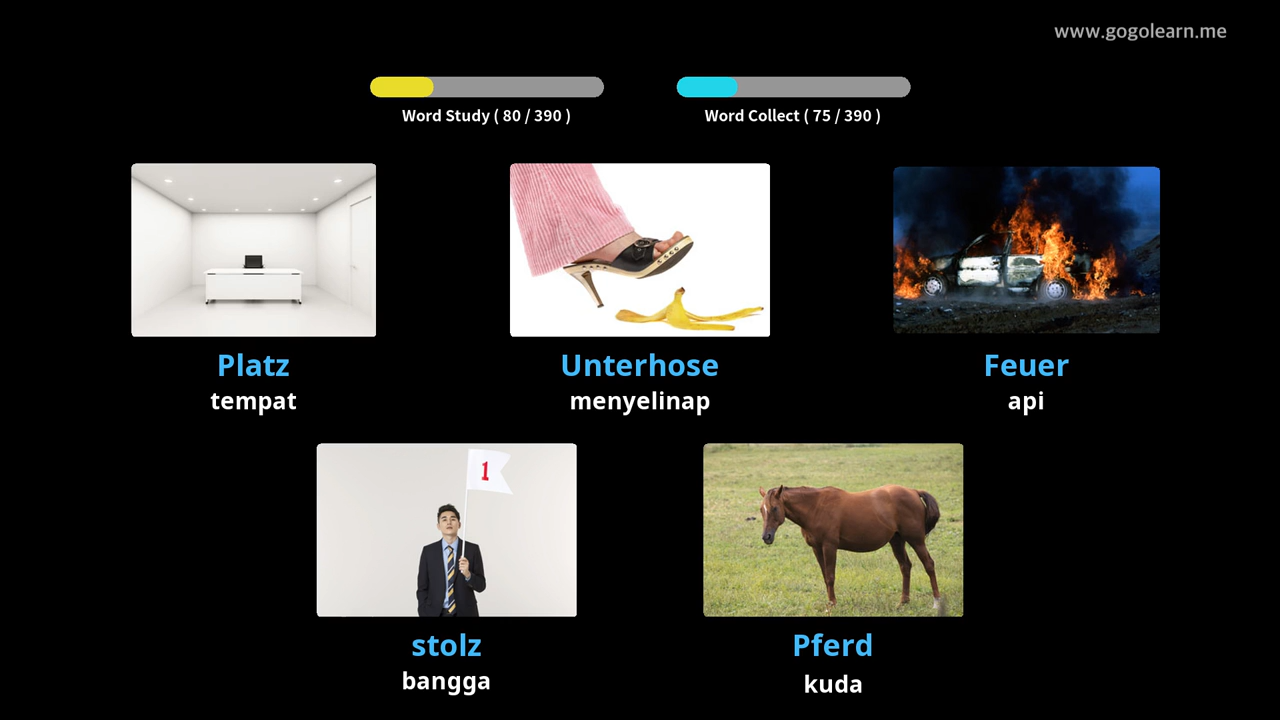 www.gogolearn.me
Word Study ( 80 / 390 )
Word Collect ( 75 / 390 )
Platz
tempat
Unterhose
menyelinap
Feuer
api
1
stolz
bangga
Pferd
kuda